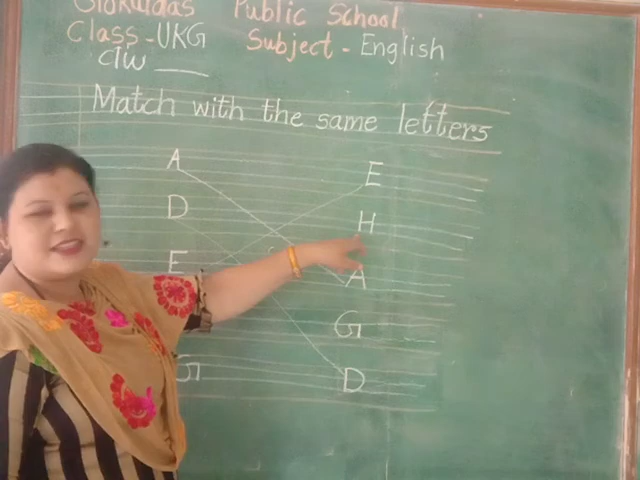 Public School
Class - UKG Subject - English
C/W
Match with the same letters
A E
D H
E A
G
G D